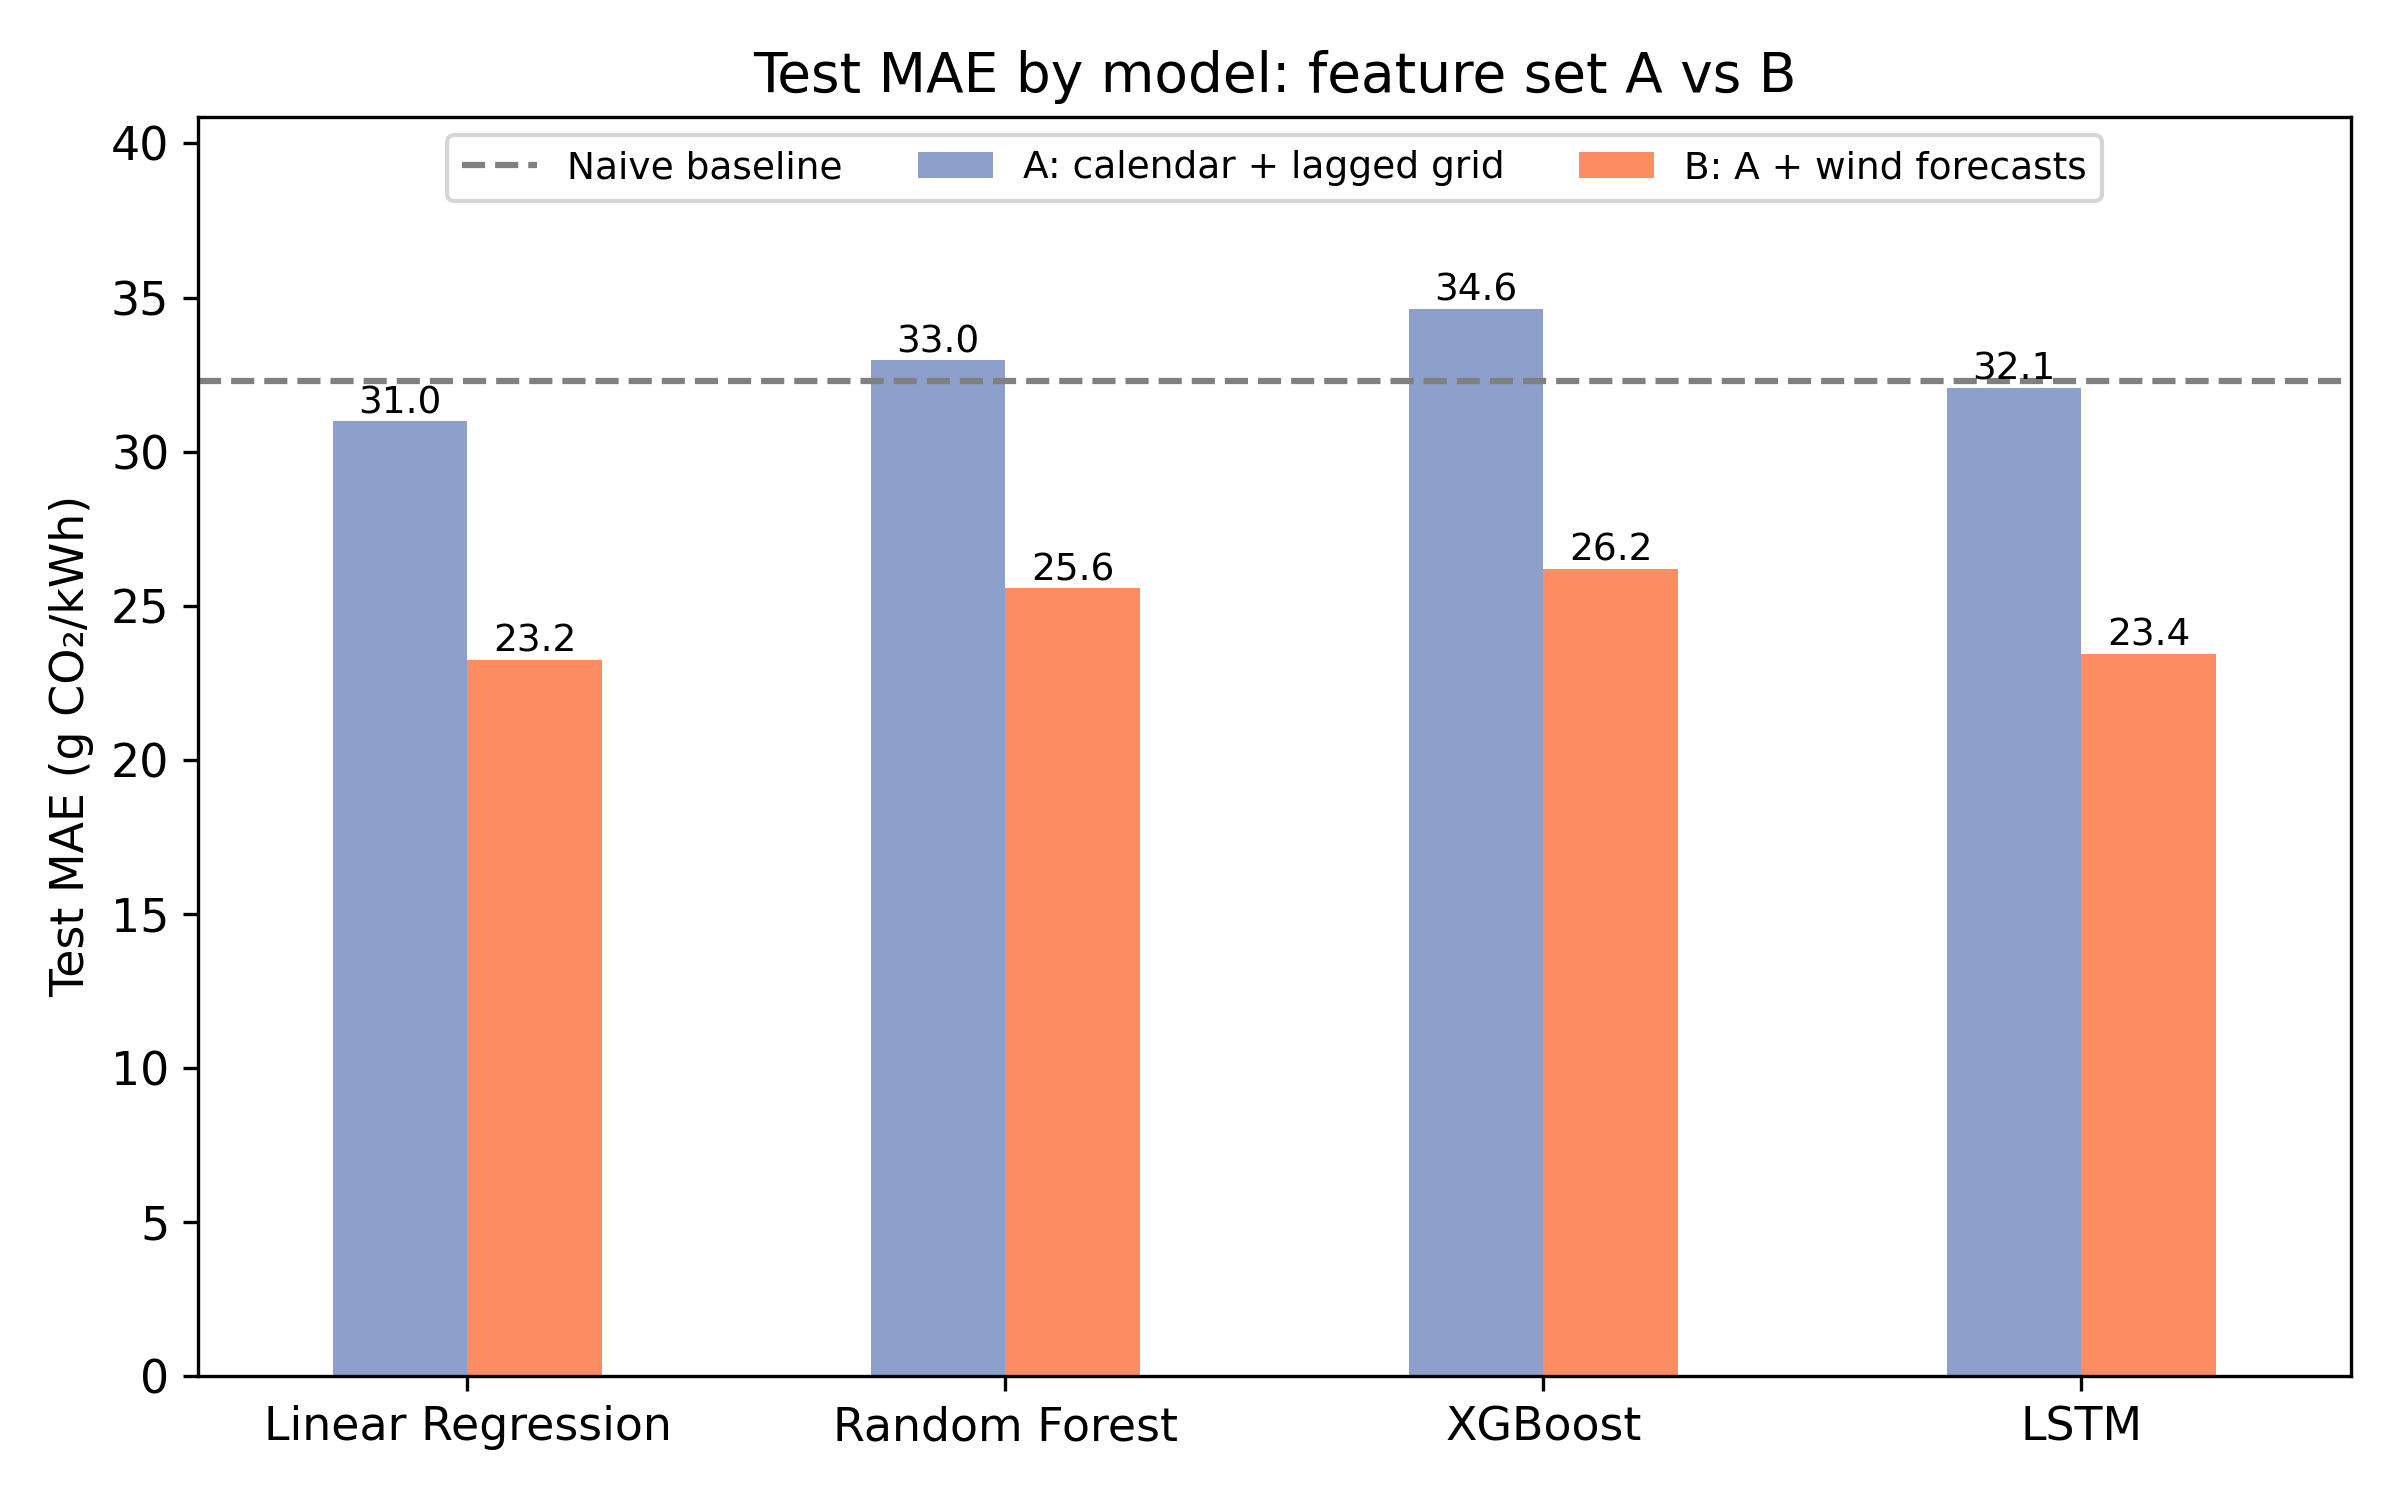 Test MAE by model: feature set A vs B
Naive baseline
A: calendar + lagged grid
B: A + wind forecasts
Test MAE (g CO₂/kWh)
40
35
30
25
20
15
10
5
0
31.0
23.2
33.0
25.6
34.6
26.2
32.1
23.4
Linear Regression
Random Forest
XGBoost
LSTM